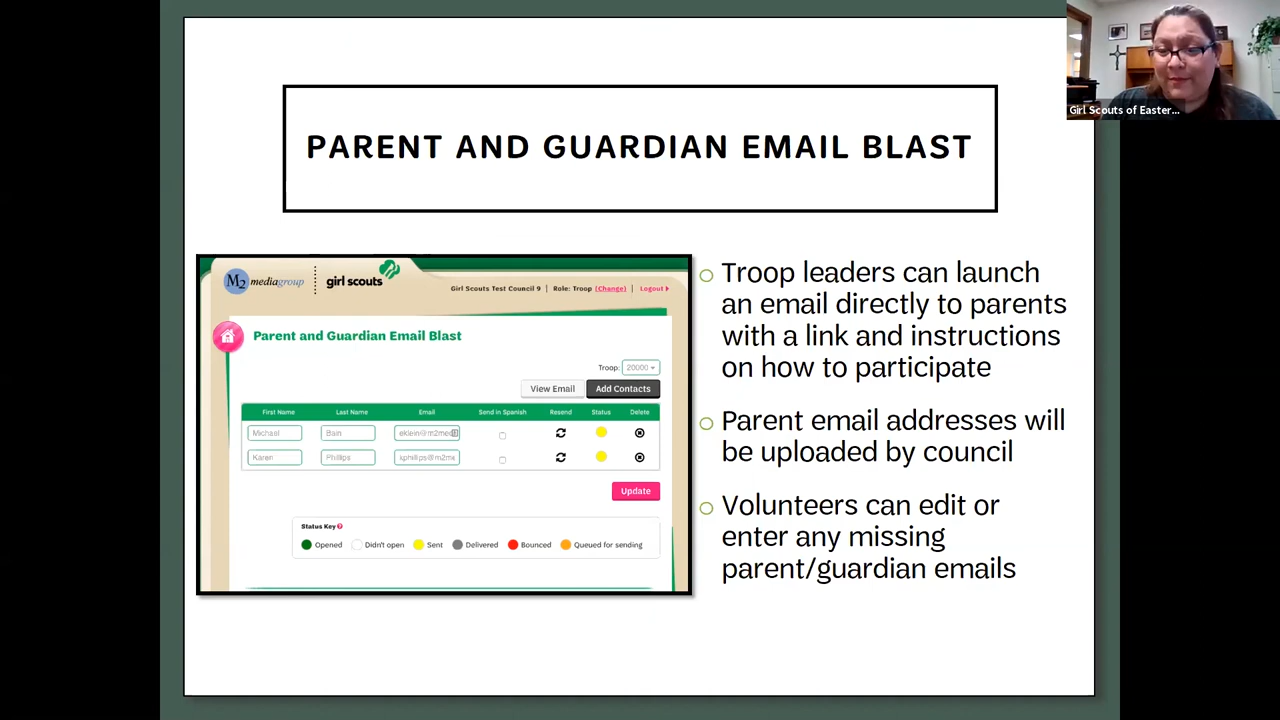 PARENT AND GUARDIAN EMAIL BLAST
Girl Scouts of Easter...
M2 mediagroup
girl scouts
Girl Scouts Test Council 9 | Role: Troop (Change) | Logout
Parent and Guardian Email Blast
Troop: 20000
View Email
Add Contacts
First Name Last Name Email Send in Spanish Resend Status Delete
Michael Bain eklein@m2med
Karen Phillips kphillips@m2me
Update
Status Key ?
Opened Didn't open Sent Delivered Bounced Queued for sending
Troop leaders can launch
an email directly to parents
with a link and instructions
on how to participate
Parent email addresses will
be uploaded by council
Volunteers can edit or
enter any missing
parent/guardian emails